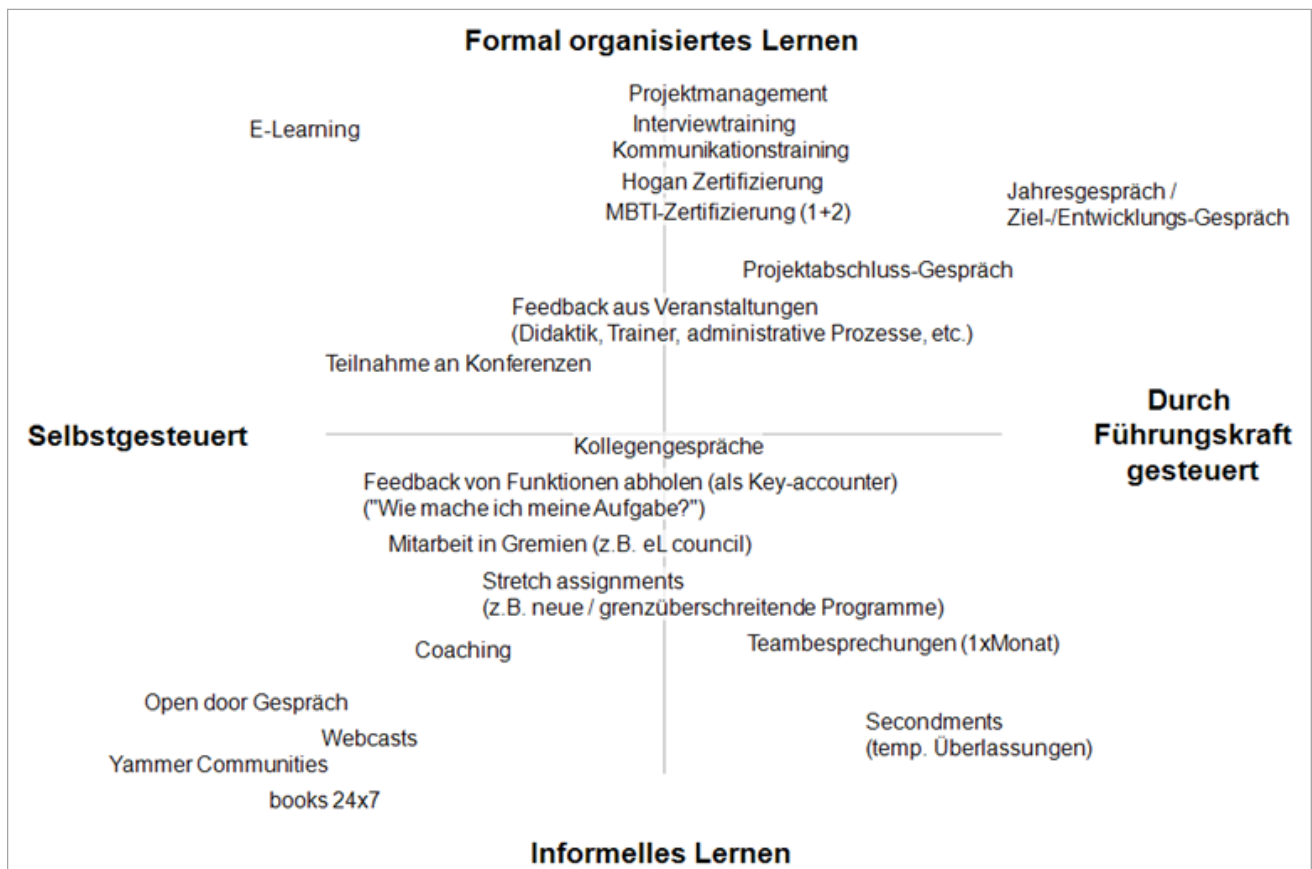 Formal organisiertes Lernen
Projektmanagement
E-Learning
Interviewtraining
Kommunikationstraining
Hogan Zertifizierung
MBTI-Zertifizierung (1+2)
Jahresgespräch /
Ziel-/Entwicklungs-Gespräch
Projektabschluss-Gespräch
Feedback aus Veranstaltungen
(Didaktik, Trainer, administrative Prozesse, etc.)
Teilnahme an Konferenzen
Selbstgesteuert
Durch
Führungskraft
gesteuert
Kollegengespräche
Feedback von Funktionen abholen (als Key-accounter)
("Wie mache ich meine Aufgabe?")
Mitarbeit in Gremien (z.B. eL council)
Stretch assignments
(z.B. neue / grenzüberschreitende Programme)
Coaching
Teambesprechungen (1xMonat)
Open door Gespräch
Webcasts
Secondments
(temp. Überlassungen)
Yammer Communities
books 24x7
Informelles Lernen